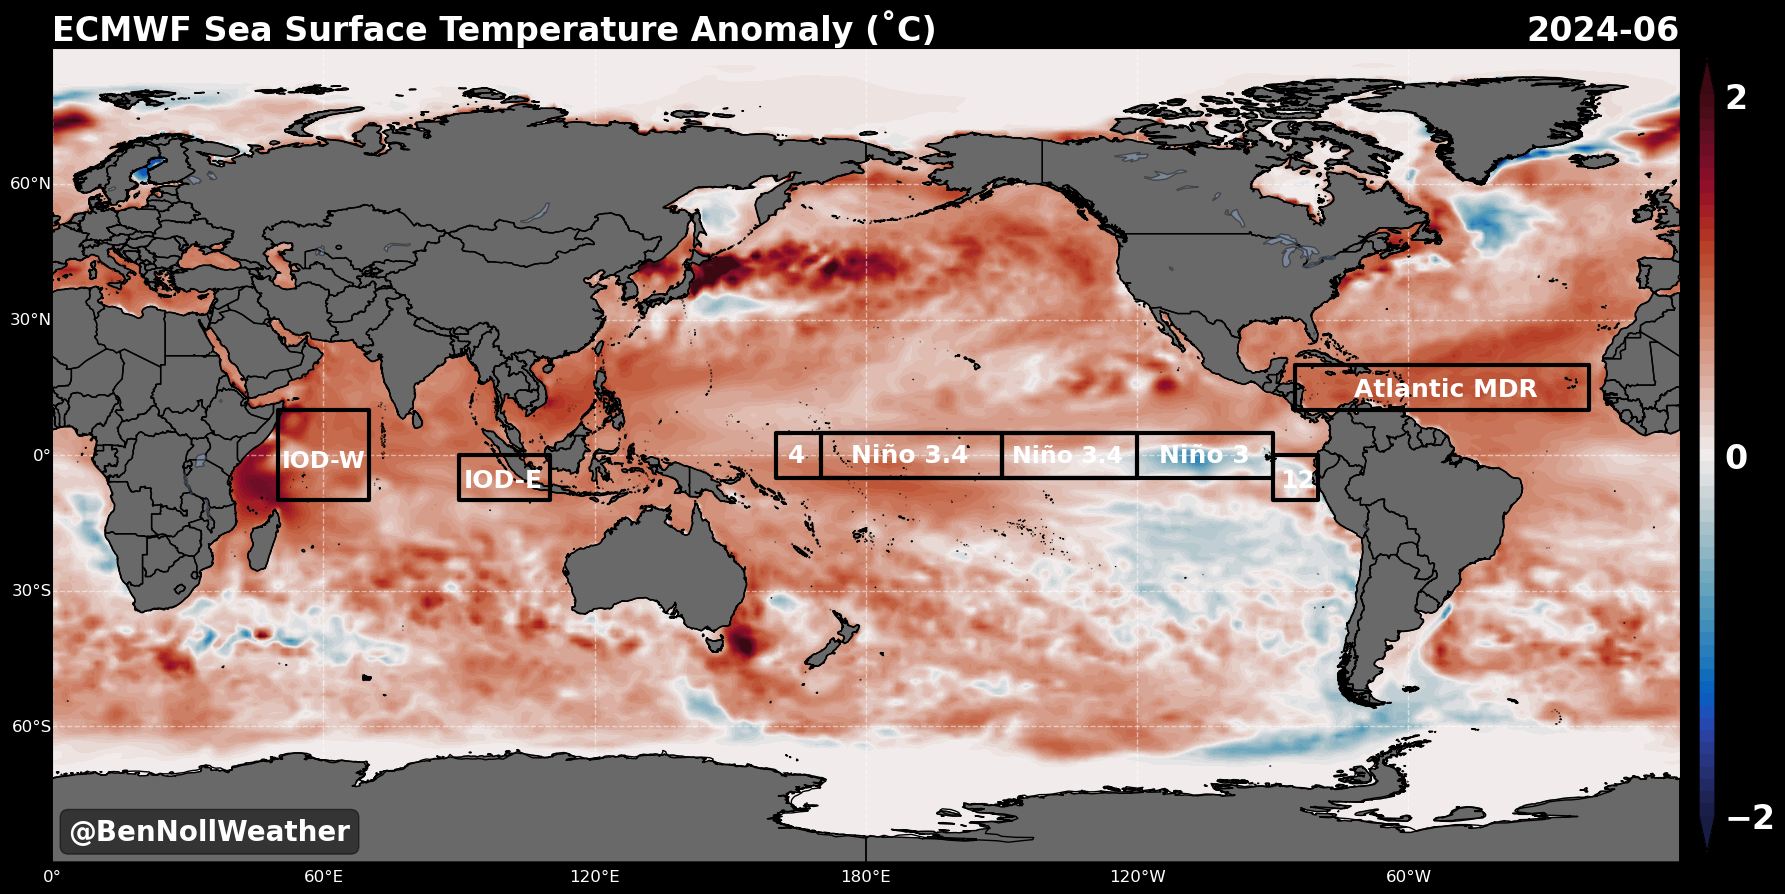 ECMWF Sea Surface Temperature Anomaly (˚C)
2024-06
2
60°N
30°N
Atlantic MDR
0°
IOD-W
IOD-E
4
Niño 3.4
Niño 3.4
Niño 3
12
0
30°S
60°S
−2
@BenNollWeather
0°
60°E
120°E
180°E
120°W
60°W